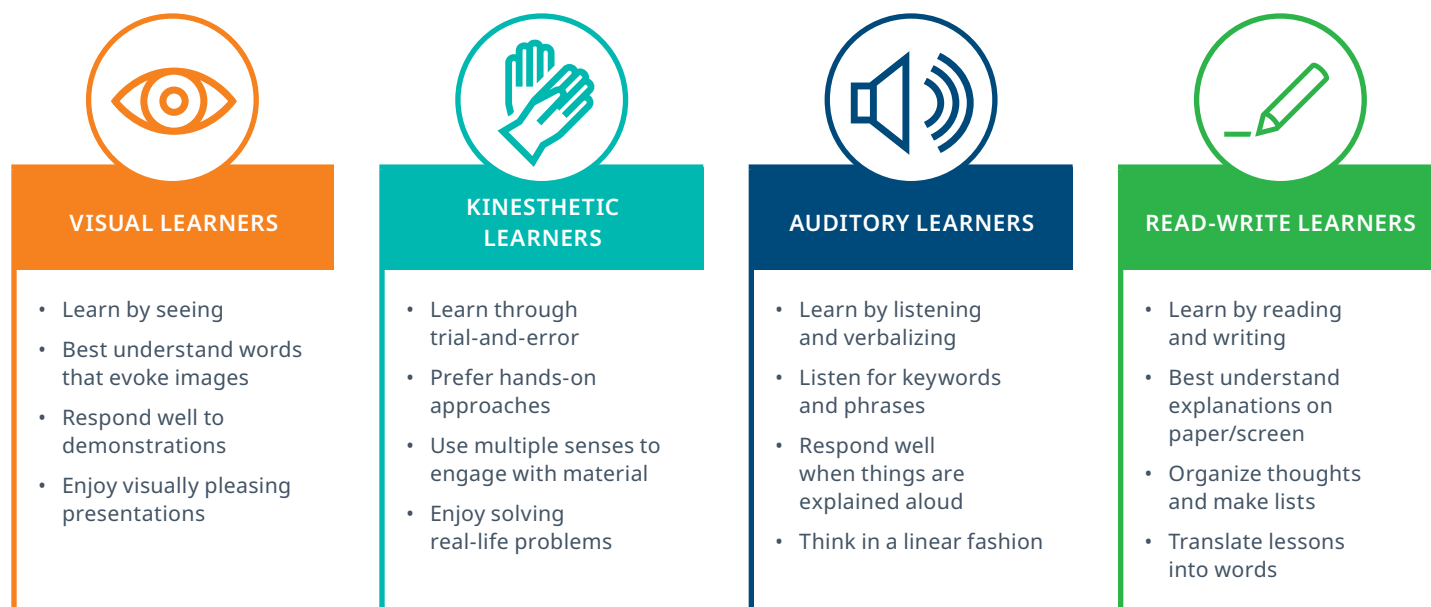 VISUAL LEARNERS
• Learn by seeing
• Best understand words
that evoke images
• Respond well to
demonstrations
• Enjoy visually pleasing
presentations
KINESTHETIC
LEARNERS
• Learn through
trial-and-error
• Prefer hands-on
approaches
• Use multiple senses to
engage with material
• Enjoy solving
real-life problems
AUDITORY LEARNERS
• Learn by listening
and verbalizing
• Listen for keywords
and phrases
• Respond well
when things are
explained aloud
• Think in a linear fashion
READ-WRITE LEARNERS
• Learn by reading
and writing
• Best understand
explanations on
paper/screen
• Organize thoughts
and make lists
• Translate lessons
into words